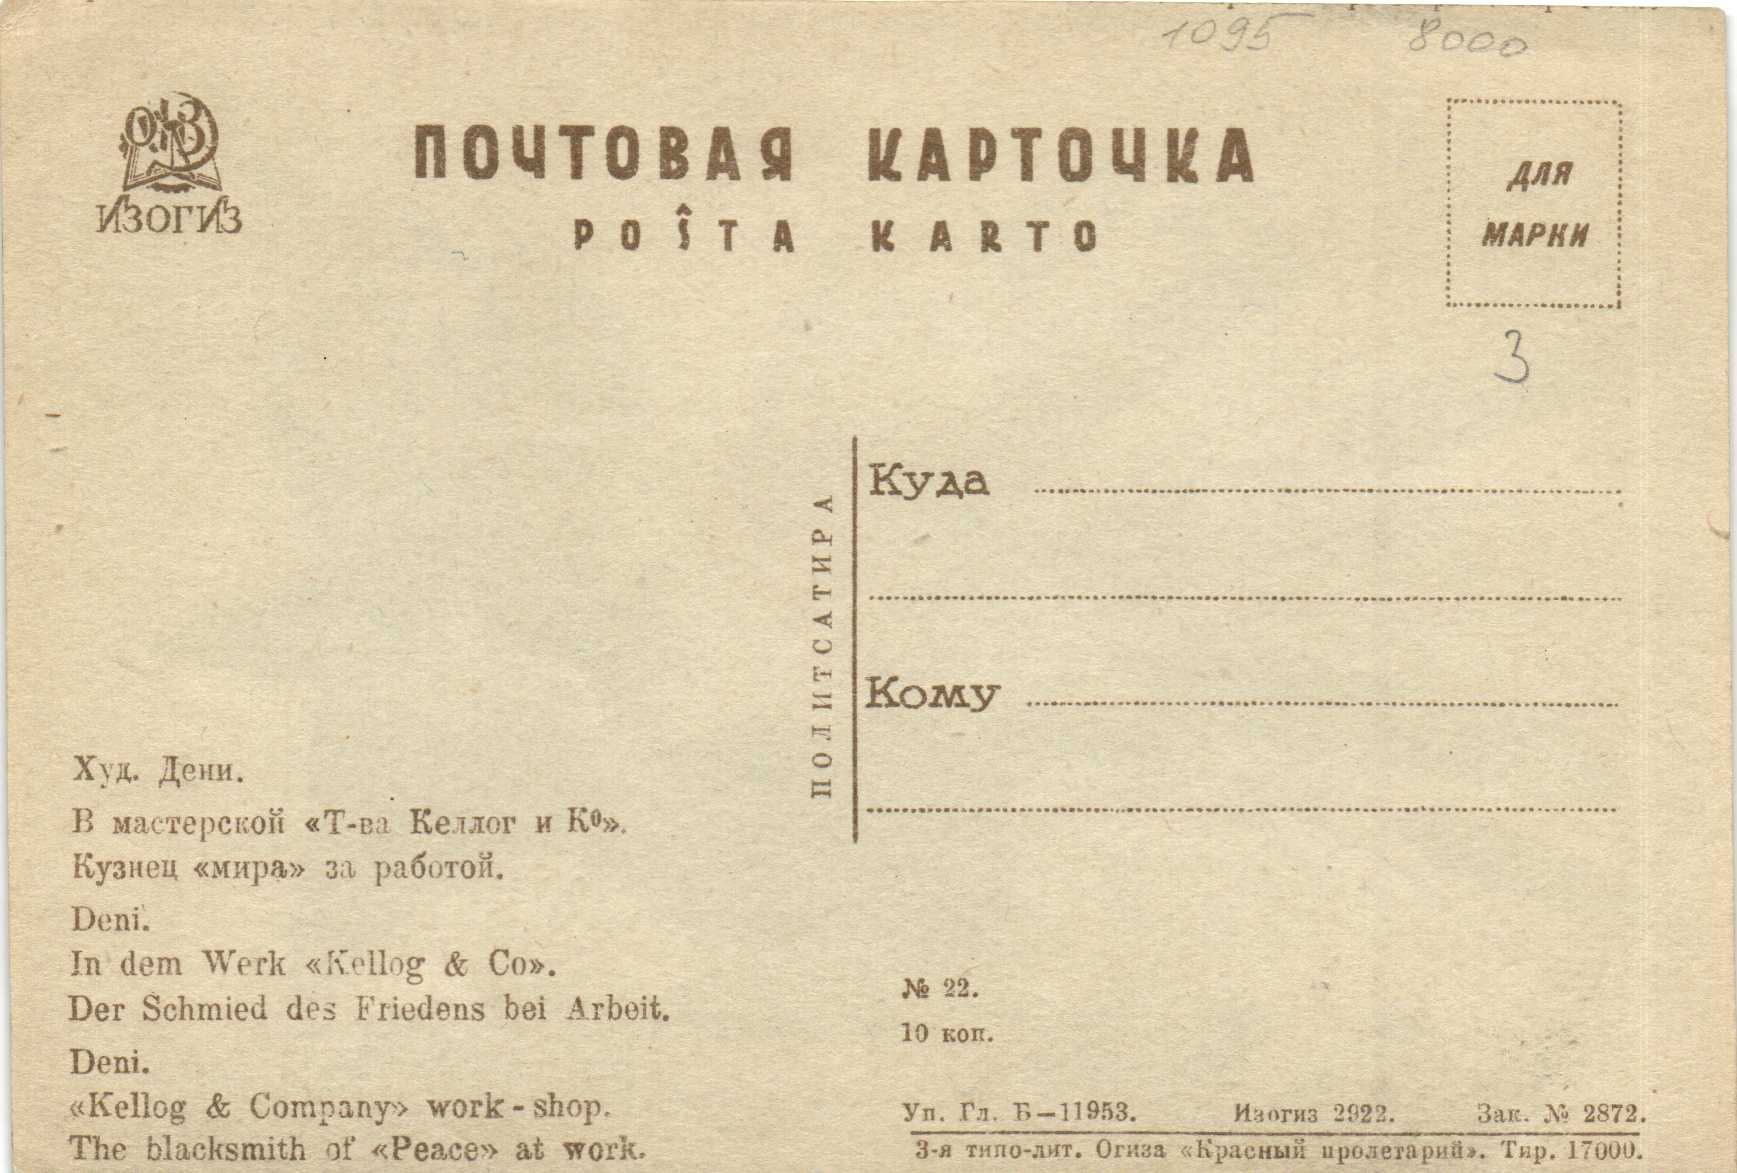 1095 8000
ОГИЗ
ИЗОГИЗ
ПОЧТОВАЯ КАРТОЧКА
POŜTA KARTO
ДЛЯ
МАРКИ
3
ПОЛИТСАТИРА
Куда
Кому
Худ. Дени.
В мастерской «Т-ва Келлог и К⁰».
Кузнец «мира» за работой.
Deni.
In dem Werk «Kellog & Co».
Der Schmied des Friedens bei Arbeit.
Deni.
«Kellog & Company» work-shop.
The blacksmith of «Peace» at work.
№ 22.
10 коп.
Уп. Гл. Б—11953. Изогиз 2922. Зак. № 2872.
3-я типо-лит. Огиза «Красный пролетарий». Тир. 17000.